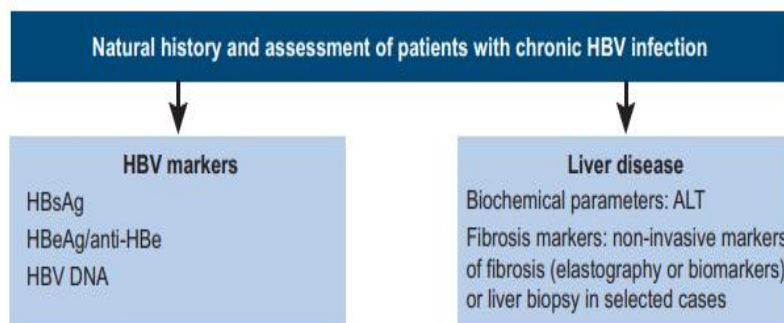 Natural history and assessment of patients with chronic HBV infection
HBV markers
HBsAg
HBeAg/anti-HBe
HBV DNA
Liver disease
Biochemical parameters: ALT
Fibrosis markers: non-invasive markers
of fibrosis (elastography or biomarkers)
or liver biopsy in selected cases